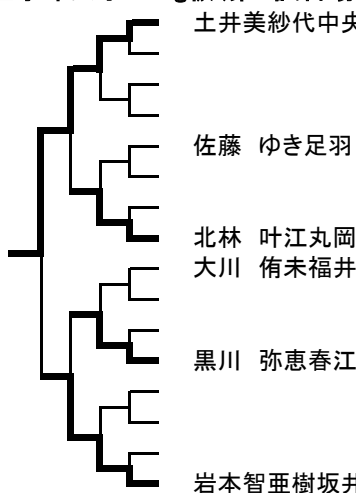 土井美紗代中央
佐藤 ゆき足羽
北林 叶江丸岡
大川 侑未福井
黒川 弥恵春江
岩本智亜樹坂井